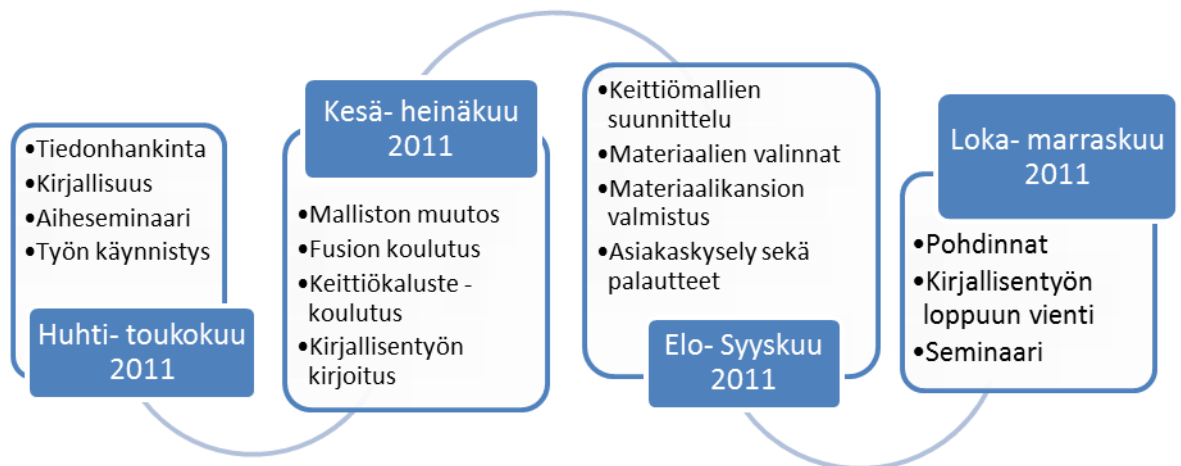 •Tiedonhankinta
•Kirjallisuus
•Aiheseminaari
•Työn käynnistys
Huhti- toukokuu
2011
Kesä- heinäkuu
2011
•Malliston muutos
•Fusion koulutus
•Keittiökaluste -
koulutus
•Kirjallisentyön
kirjoitus
•Keittiömallien
suunnittelu
•Materiaalien valinnat
•Materiaalikansion
valmistus
•Asiakaskysely sekä
palautteet
Elo- Syyskuu
2011
Loka- marraskuu
2011
•Pohdinnat
•Kirjallisentyön
loppuun vienti
•Seminaari